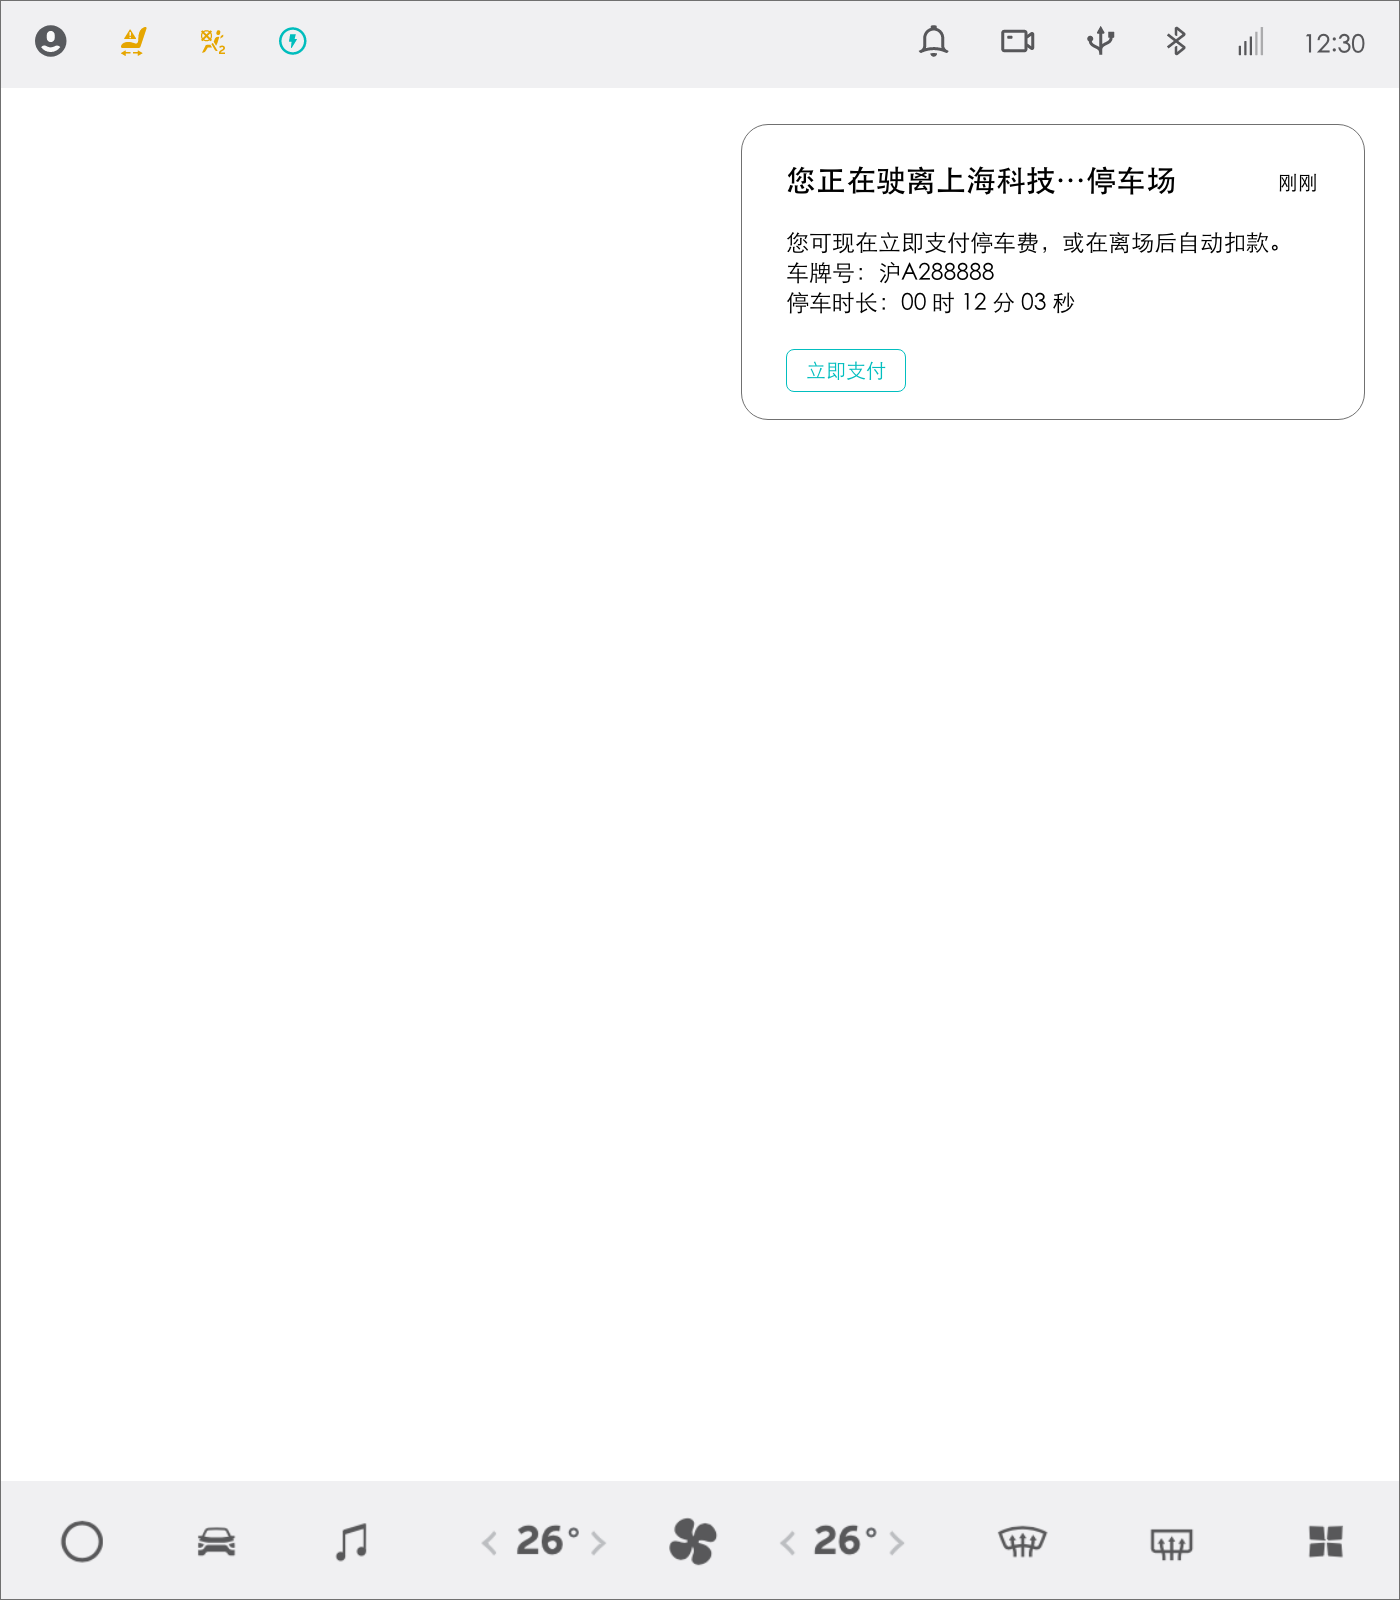 2
12:30
您正在驶离上海科技…停车场
刚刚
您可现在立即支付停车费，或在离场后自动扣款。
车牌号：沪A288888
停车时长：00 时 12 分 03 秒
立即支付
26°
26°